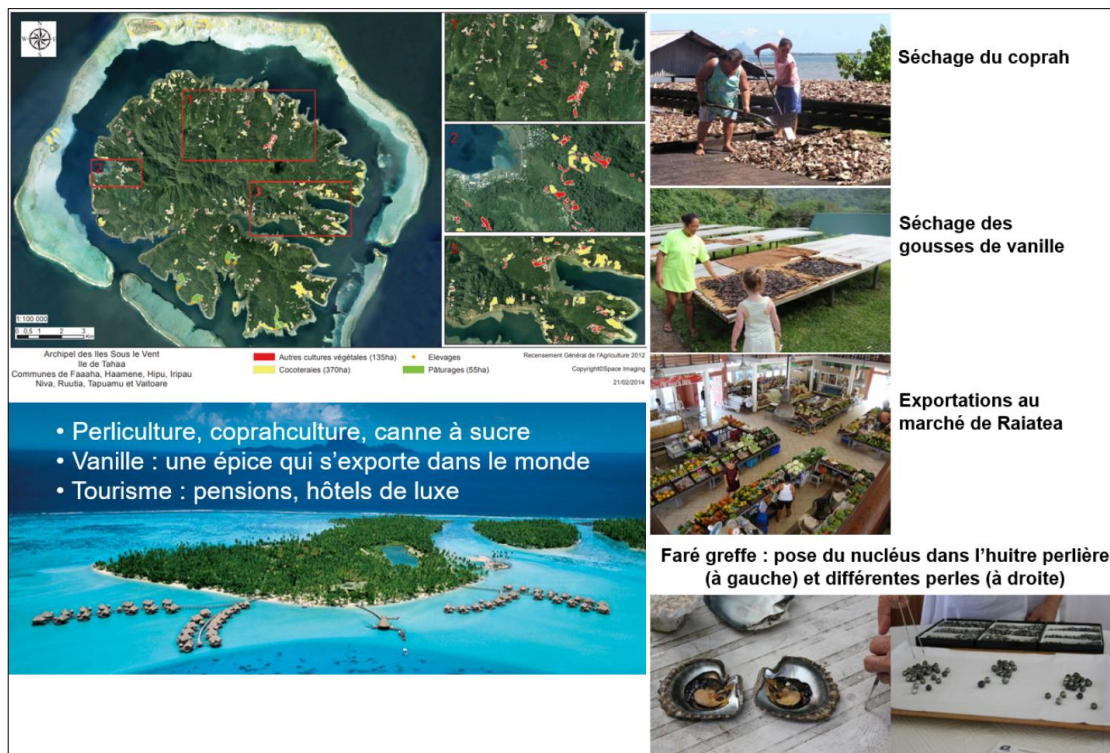 N
W
E
S
1
2
3
1
2
3
1:100 000
0 0,5 1 2 3
Km
Archipel des Iles Sous le Vent
Ile de Tahaa
Communes de Faaaha, Haamene, Hipu, Iripau
Niva, Ruutia, Tapuamu et Vaitoare
Autres cultures végétales (135ha)
Cocoteraies (370ha)
Elevages
Pâturages (55ha)
Recensement Général de l'Agriculture 2012
Copyright©Space Imaging
21/02/2014
• Perliculture, coprahculture, canne à sucre
• Vanille : une épice qui s'exporte dans le monde
• Tourisme : pensions, hôtels de luxe
Séchage du coprah
Séchage des
gousses de vanille
Exportations au
marché de Raiatea
Faré greffe : pose du nucléus dans l'huitre perlière
(à gauche) et différentes perles (à droite)